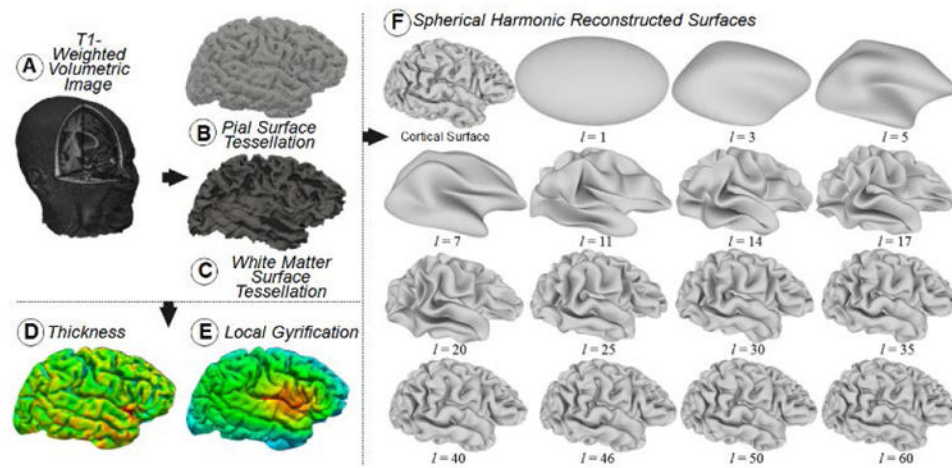 A T1-
Weighted
Volumetric
Image
B Pial Surface
Tessellation
C White Matter
Surface
Tessellation
D Thickness
E Local Gyrification
F Spherical Harmonic Reconstructed Surfaces
Cortical Surface
l = 1
l = 3
l = 5
l = 7
l = 11
l = 14
l = 17
l = 20
l = 25
l = 30
l = 35
l = 40
l = 46
l = 50
l = 60